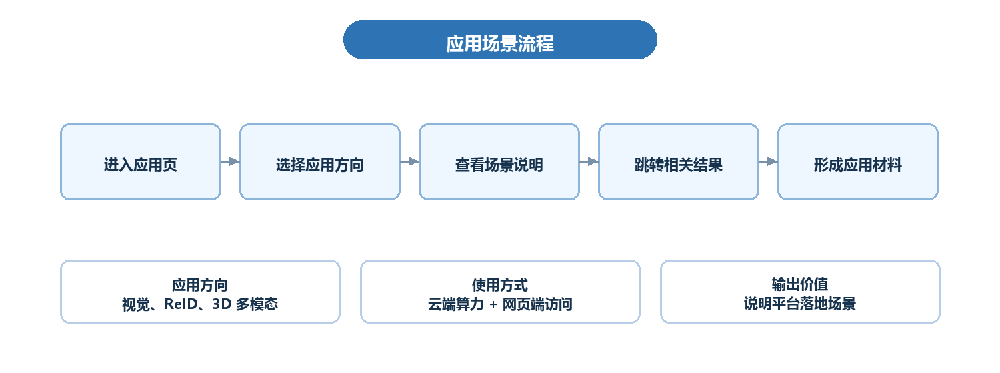 应用场景流程
进入应用页
选择应用方向
查看场景说明
跳转相关结果
形成应用材料
应用方向
视觉、ReID、3D 多模态
使用方式
云端算力 + 网页端访问
输出价值
说明平台落地场景